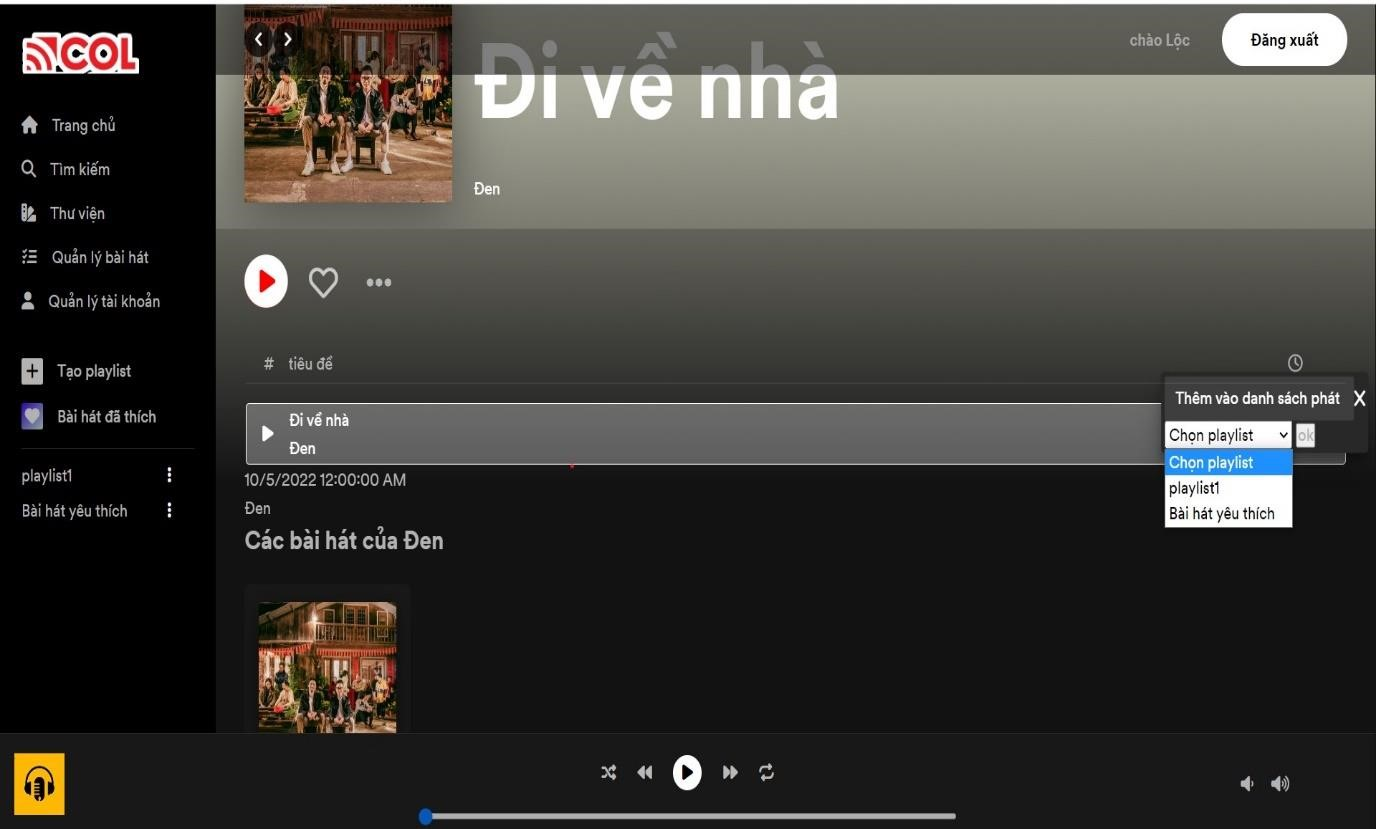 COL
Trang chủ
Tìm kiếm
Thư viện
Quản lý bài hát
Quản lý tài khoản
Tạo playlist
Bài hát đã thích
playlist1
Bài hát yêu thích
chào Lộc
Đăng xuất
Đi về nhà
Đen
# tiêu đề
Đi về nhà
Đen
Thêm vào danh sách phát X
Chọn playlist ok
Chọn playlist
playlist1
Bài hát yêu thích
10/5/2022 12:00:00 AM
Đen
Các bài hát của Đen